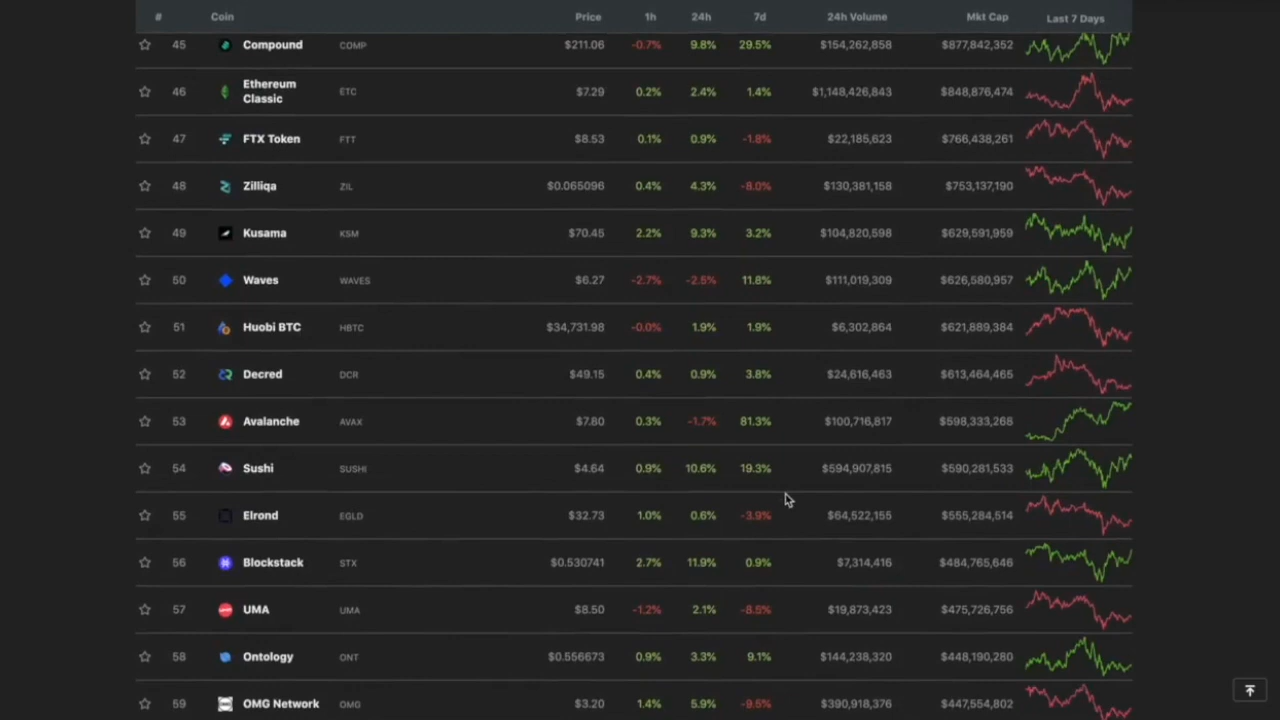 # Coin Price 1h 24h 7d 24h Volume Mkt Cap Last 7 Days
45 Compound COMP $211.06 -0.7% 9.8% 29.5% $154,262,858 $877,842,352
46 Ethereum Classic ETC $7.29 0.2% 2.4% 1.4% $1,148,426,843 $848,876,474
47 FTX Token FTT $8.53 0.1% 0.9% -1.8% $22,185,623 $766,438,261
48 Zilliqa ZIL $0.065096 0.4% 4.3% -8.0% $130,381,158 $753,137,190
49 Kusama KSM $70.45 2.2% 9.3% 3.2% $104,820,598 $629,591,959
50 Waves WAVES $6.27 -2.7% -2.5% 11.8% $111,019,309 $626,580,957
51 Huobi BTC HBTC $34,731.98 -0.0% 1.9% 1.9% $6,302,864 $621,889,384
52 Decred DCR $49.15 0.4% 0.9% 3.8% $24,616,463 $613,464,465
53 Avalanche AVAX $7.80 0.3% -1.7% 81.3% $100,716,817 $598,333,268
54 Sushi SUSHI $4.64 0.9% 10.6% 19.3% $594,907,815 $590,281,533
55 Elrond EGLD $32.73 1.0% 0.6% -3.9% $64,522,155 $555,284,514
56 Blockstack STX $0.530741 2.7% 11.9% 0.9% $7,314,416 $484,765,646
57 UMA UMA $8.50 -1.2% 2.1% -8.5% $19,873,423 $475,726,756
58 Ontology ONT $0.556673 0.9% 3.3% 9.1% $144,238,320 $448,190,280
59 OMG Network OMG $3.20 1.4% 5.9% -9.5% $390,918,376 $447,554,802